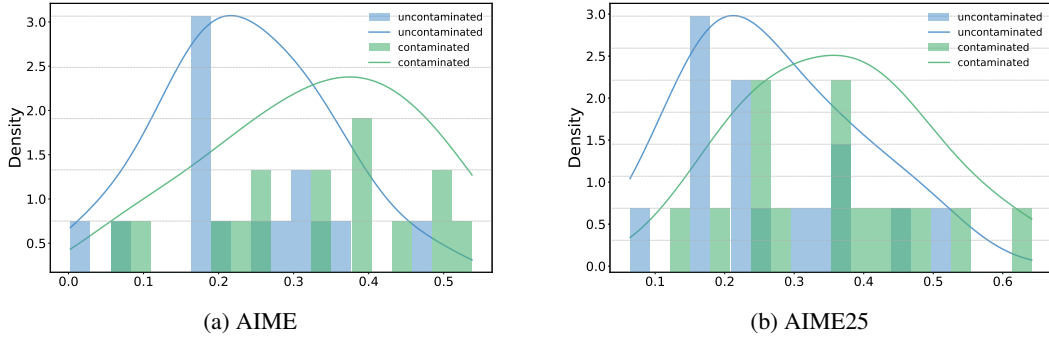 uncontaminated
uncontaminated
contaminated
contaminated
Density
3.0
2.5
2.0
1.5
1.0
0.5
0.0 0.1 0.2 0.3 0.4 0.5
(a) AIME
uncontaminated
uncontaminated
contaminated
contaminated
Density
3.0
2.5
2.0
1.5
1.0
0.5
0.0
0.1 0.2 0.3 0.4 0.5 0.6
(b) AIME25